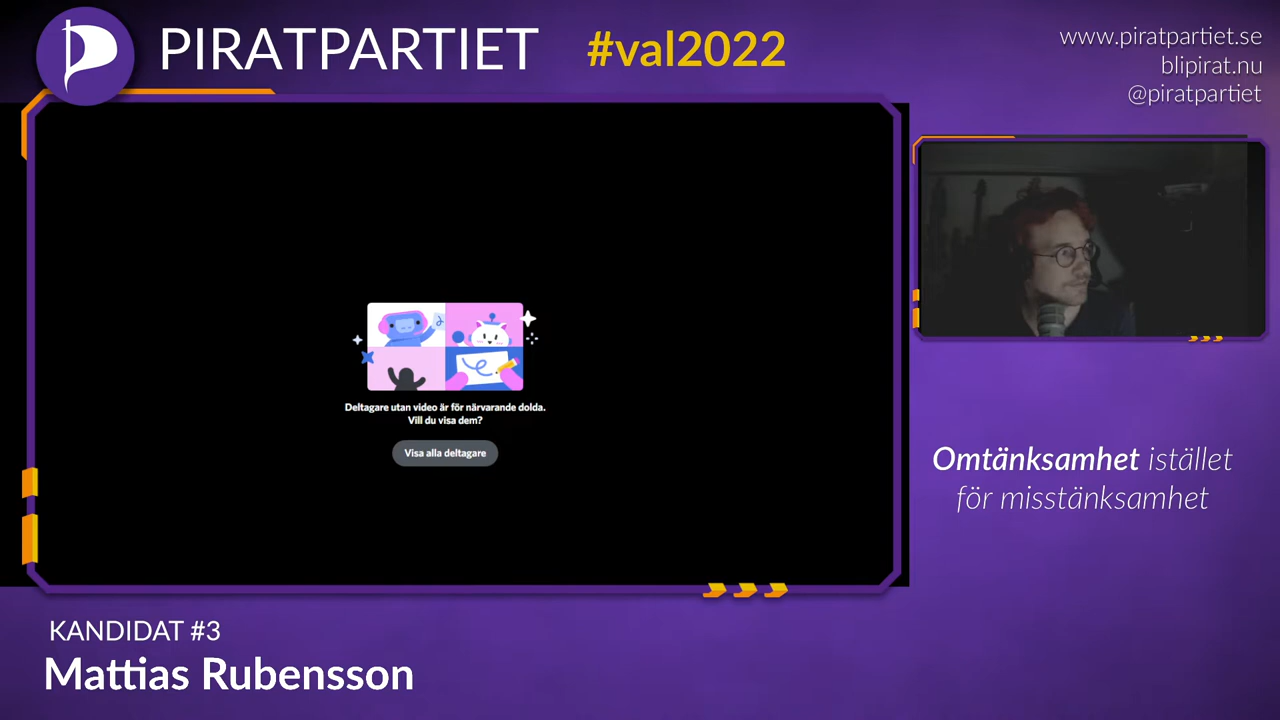 PIRATPARTIET #val2022
www.piratpartiet.se
blipirat.nu
@piratpartiet
Deltagare utan video är för närvarande dolda.
Vill du visa dem?
Visa alla deltagare
Omtänksamhet istället
för misstänksamhet
KANDIDAT #3
Mattias Rubensson